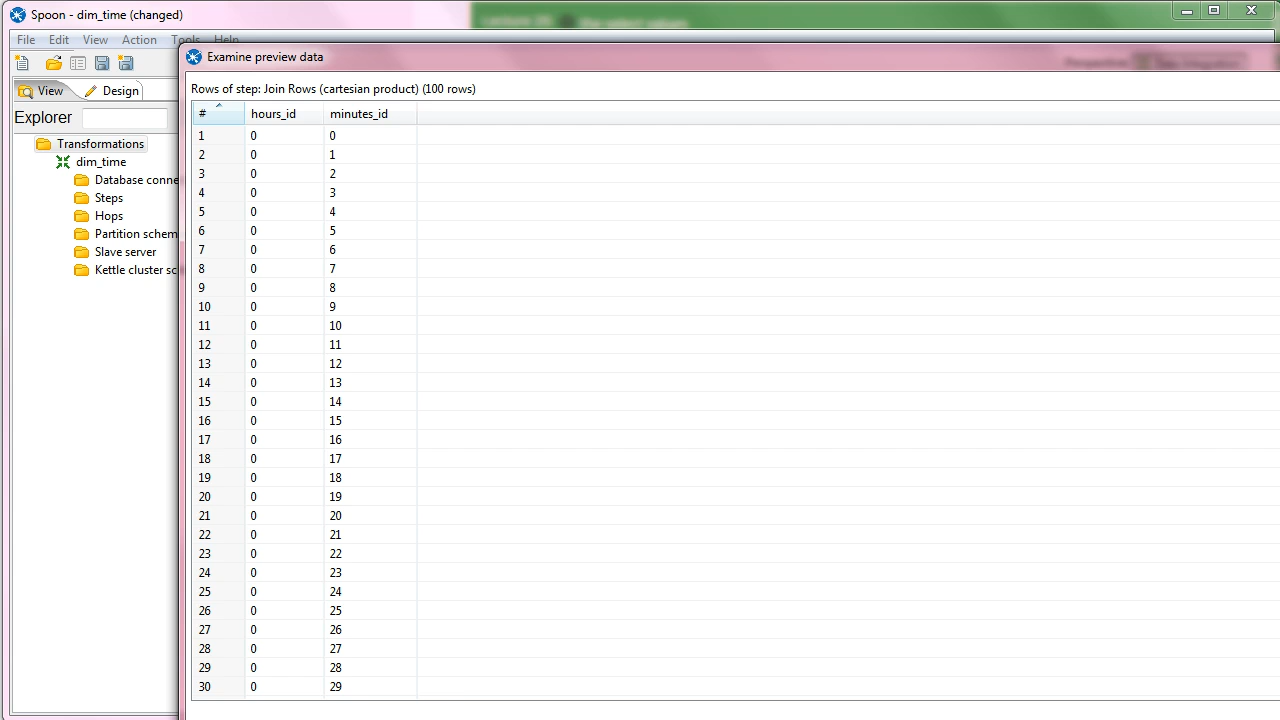 Spoon - dim_time (changed)
the select values
File Edit View Action Tools Help
Examine preview data
View Design
Rows of step: Join Rows (cartesian product) (100 rows)
Explorer
# hours_id minutes_id
1 0 0
Transformations
2 0 1
dim_time
3 0 2
Database conne
4 0 3
Steps
5 0 4
Hops
6 0 5
Partition schem
7 0 6
Slave server
8 0 7
Kettle cluster sc
9 0 8
10 0 9
11 0 10
12 0 11
13 0 12
14 0 13
15 0 14
16 0 15
17 0 16
18 0 17
19 0 18
20 0 19
21 0 20
22 0 21
23 0 22
24 0 23
25 0 24
26 0 25
27 0 26
28 0 27
29 0 28
30 0 29